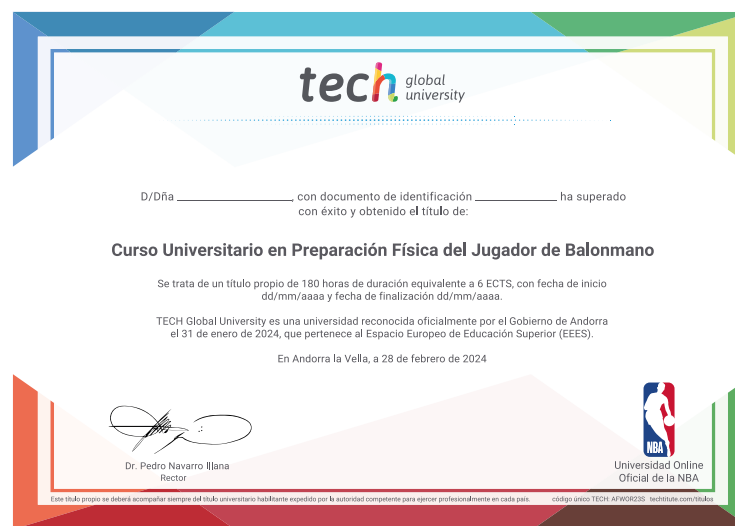 tech global university
D/Dña ________________, con documento de identificación ____________ ha superado
con éxito y obtenido el título de:
Curso Universitario en Preparación Física del Jugador de Balonmano
Se trata de un título propio de 180 horas de duración equivalente a 6 ECTS, con fecha de inicio
dd/mm/aaaa y fecha de finalización dd/mm/aaaa.
TECH Global University es una universidad reconocida oficialmente por el Gobierno de Andorra
el 31 de enero de 2024, que pertenece al Espacio Europeo de Educación Superior (EEES).
En Andorra la Vella, a 28 de febrero de 2024
Dr. Pedro Navarro Illana
Rector
NBA
Universidad Online
Oficial de la NBA
Este título propio se deberá acompañar siempre del título universitario habilitante expedido por la autoridad competente para ejercer profesionalmente en cada país. código único TECH: AFWOR23S techtitute.com/titulos